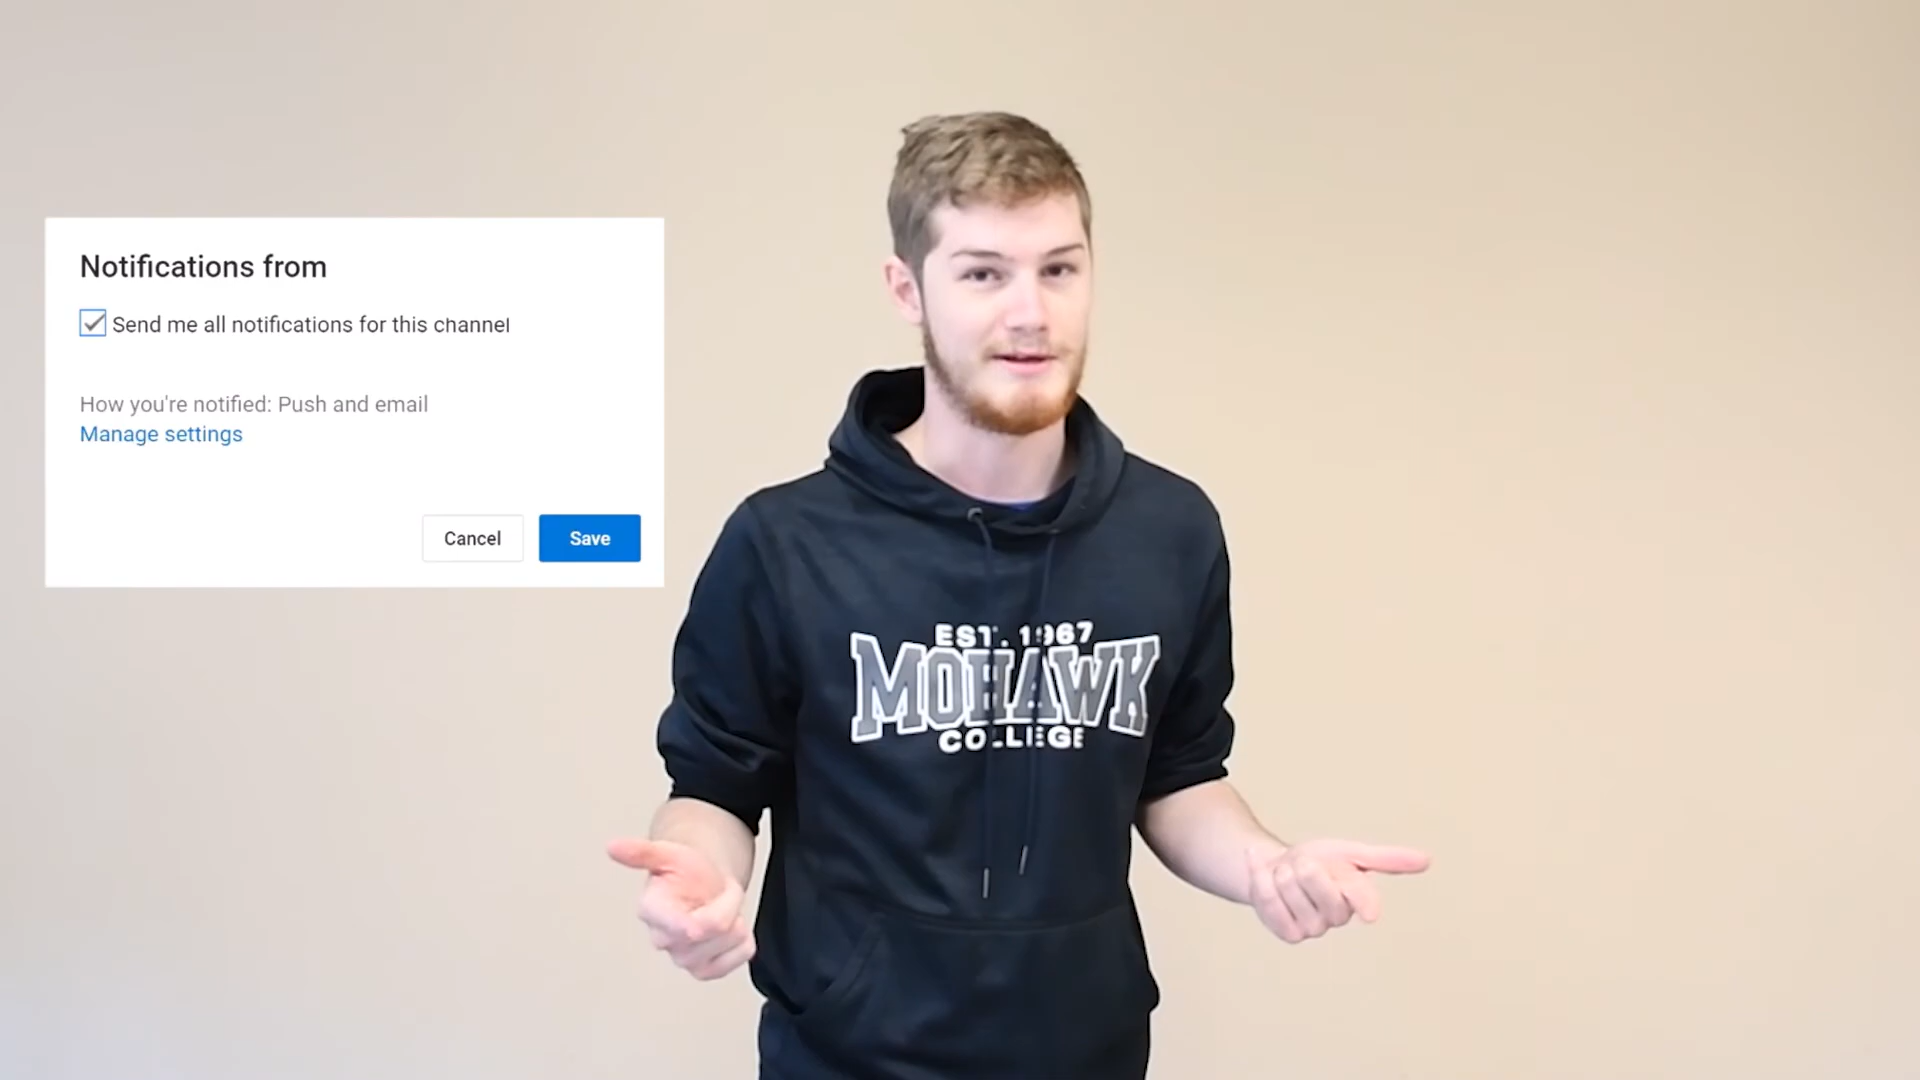 Notifications from
Send me all notifications for this channel
How you're notified: Push and email
Manage settings
Cancel
Save
EST. 1967
MOHAWK
COLLEGE